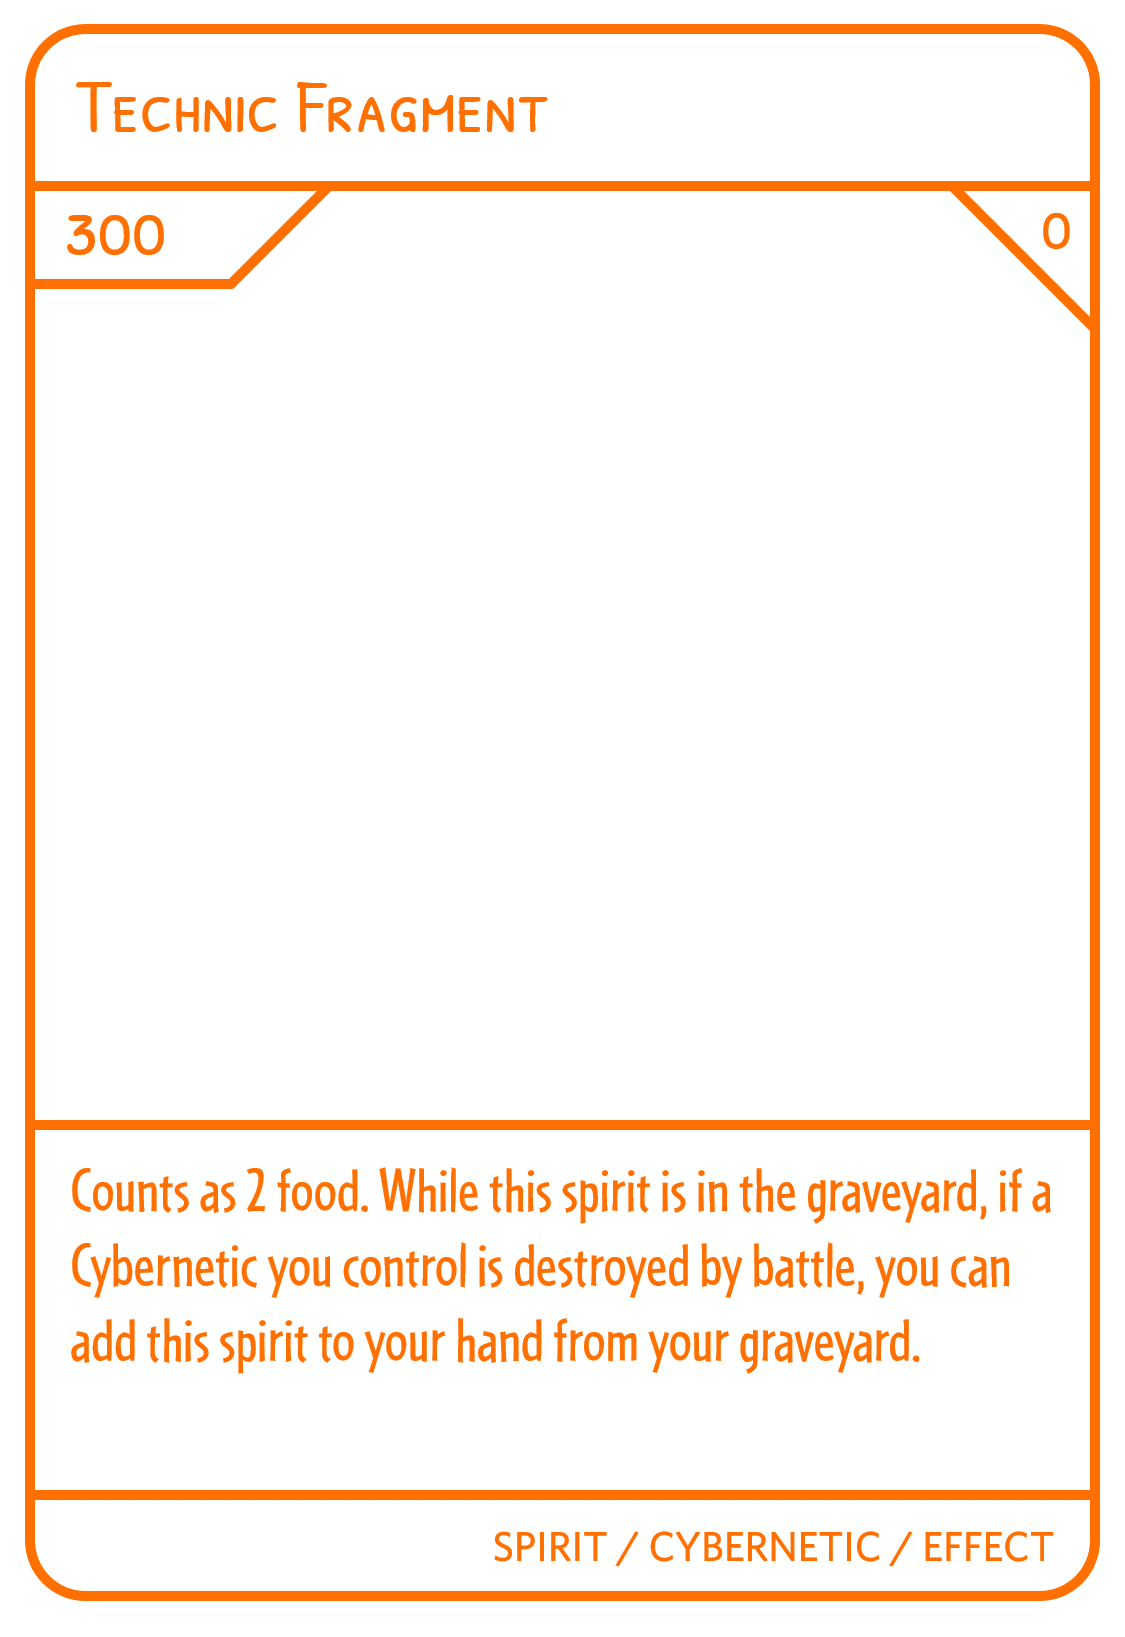 Technic Fragment
300
0
Counts as 2 food. While this spirit is in the graveyard, if a
Cybernetic you control is destroyed by battle, you can
add this spirit to your hand from your graveyard.
SPIRIT / CYBERNETIC / EFFECT